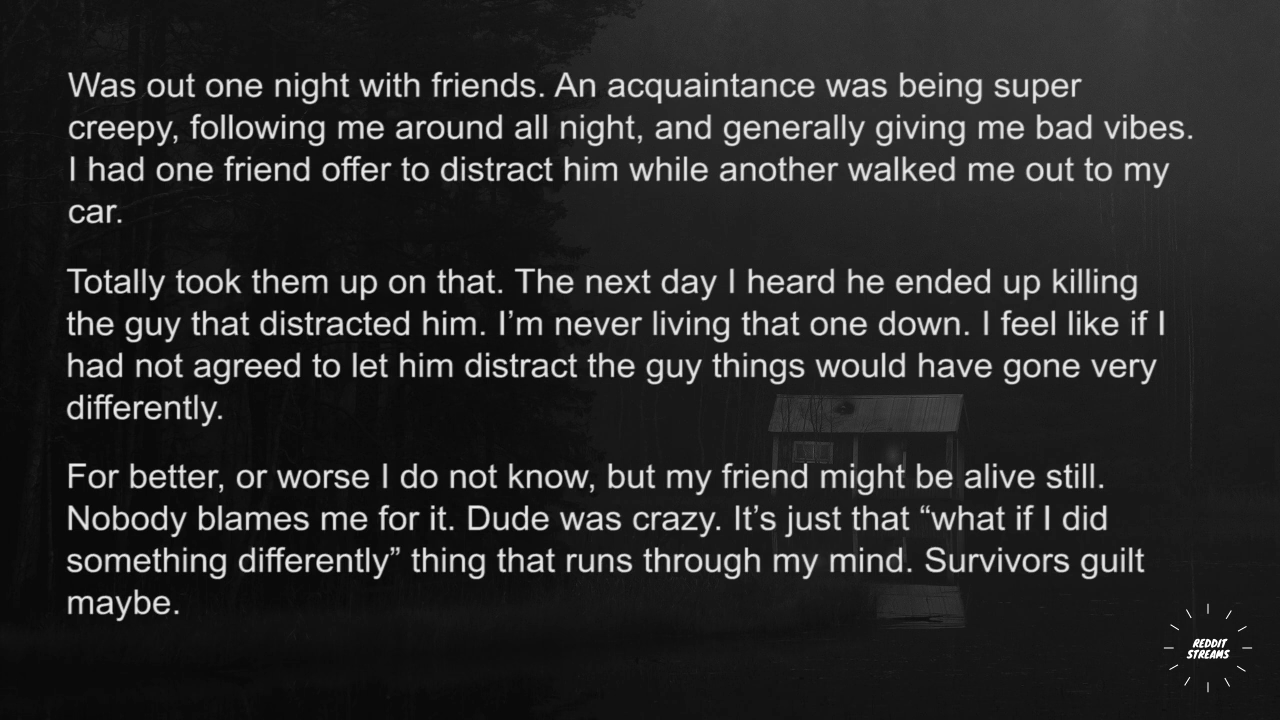 Was out one night with friends. An acquaintance was being super
creepy, following me around all night, and generally giving me bad vibes.
I had one friend offer to distract him while another walked me out to my
car.
Totally took them up on that. The next day I heard he ended up killing
the guy that distracted him. I’m never living that one down. I feel like if I
had not agreed to let him distract the guy things would have gone very
differently.
For better, or worse I do not know, but my friend might be alive still.
Nobody blames me for it. Dude was crazy. It’s just that “what if I did
something differently” thing that runs through my mind. Survivors guilt
maybe.
REDDIT
STREAMS